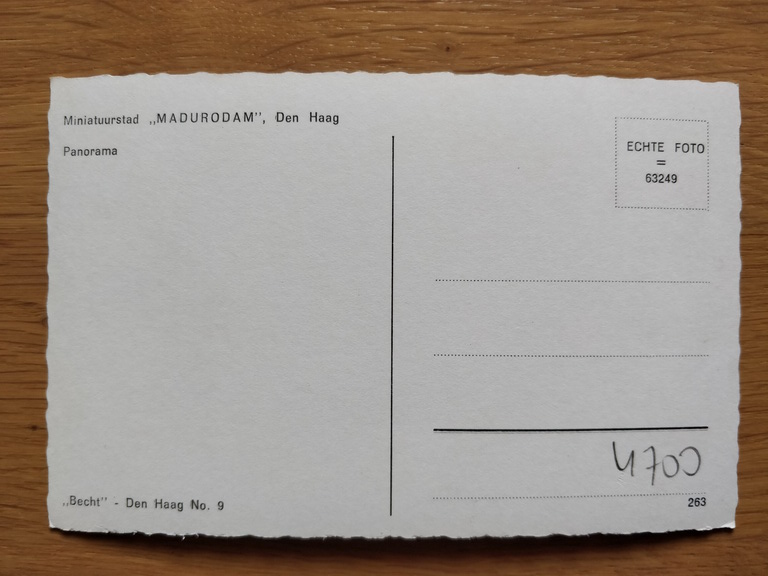 Miniatuurstad „MADURODAM”, Den Haag
Panorama
ECHTE FOTO
=
63249
4700
„Becht” - Den Haag No. 9
263